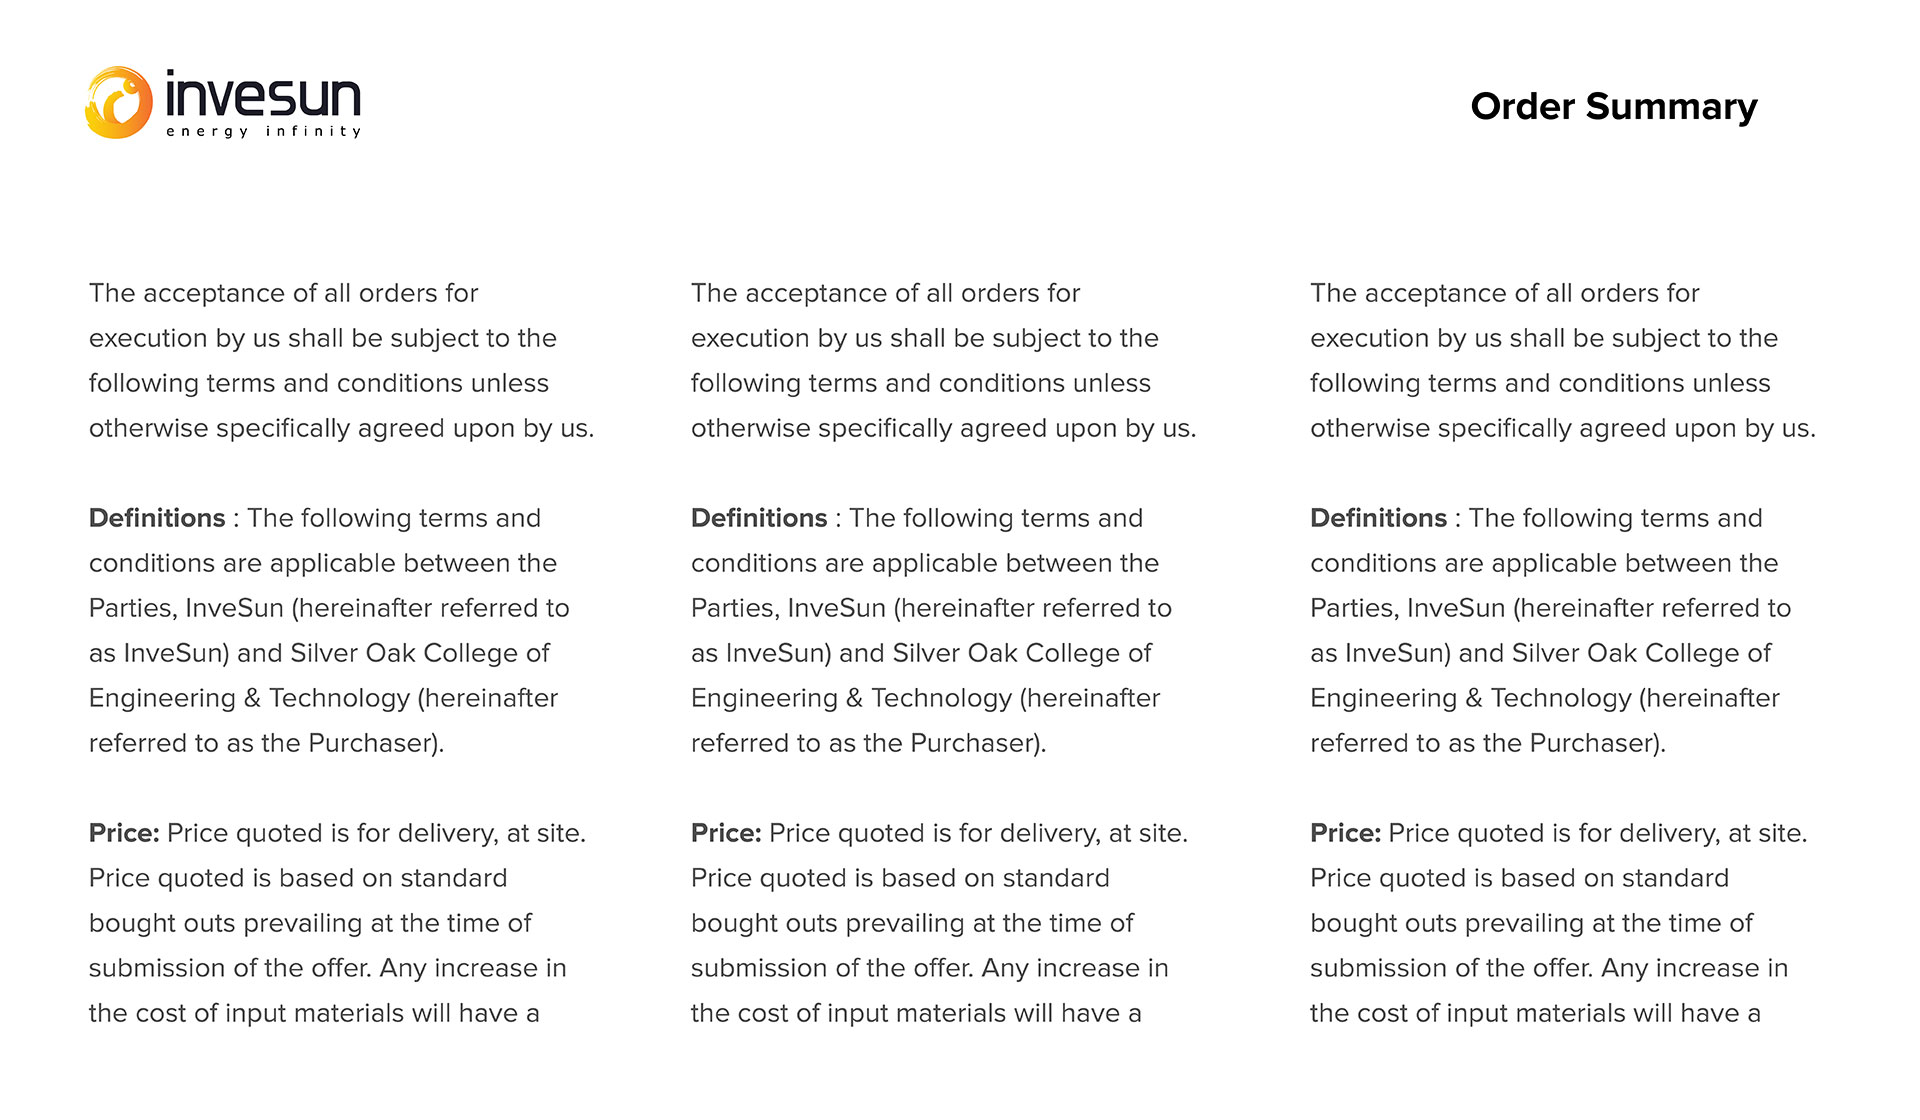 invesun
energy infinity
Order Summary
The acceptance of all orders for
execution by us shall be subject to the
following terms and conditions unless
otherwise specifically agreed upon by us.
Definitions : The following terms and
conditions are applicable between the
Parties, InveSun (hereinafter referred to
as InveSun) and Silver Oak College of
Engineering & Technology (hereinafter
referred to as the Purchaser).
Price: Price quoted is for delivery, at site.
Price quoted is based on standard
bought outs prevailing at the time of
submission of the offer. Any increase in
the cost of input materials will have a
The acceptance of all orders for
execution by us shall be subject to the
following terms and conditions unless
otherwise specifically agreed upon by us.
Definitions : The following terms and
conditions are applicable between the
Parties, InveSun (hereinafter referred to
as InveSun) and Silver Oak College of
Engineering & Technology (hereinafter
referred to as the Purchaser).
Price: Price quoted is for delivery, at site.
Price quoted is based on standard
bought outs prevailing at the time of
submission of the offer. Any increase in
the cost of input materials will have a
The acceptance of all orders for
execution by us shall be subject to the
following terms and conditions unless
otherwise specifically agreed upon by us.
Definitions : The following terms and
conditions are applicable between the
Parties, InveSun (hereinafter referred to
as InveSun) and Silver Oak College of
Engineering & Technology (hereinafter
referred to as the Purchaser).
Price: Price quoted is for delivery, at site.
Price quoted is based on standard
bought outs prevailing at the time of
submission of the offer. Any increase in
the cost of input materials will have a